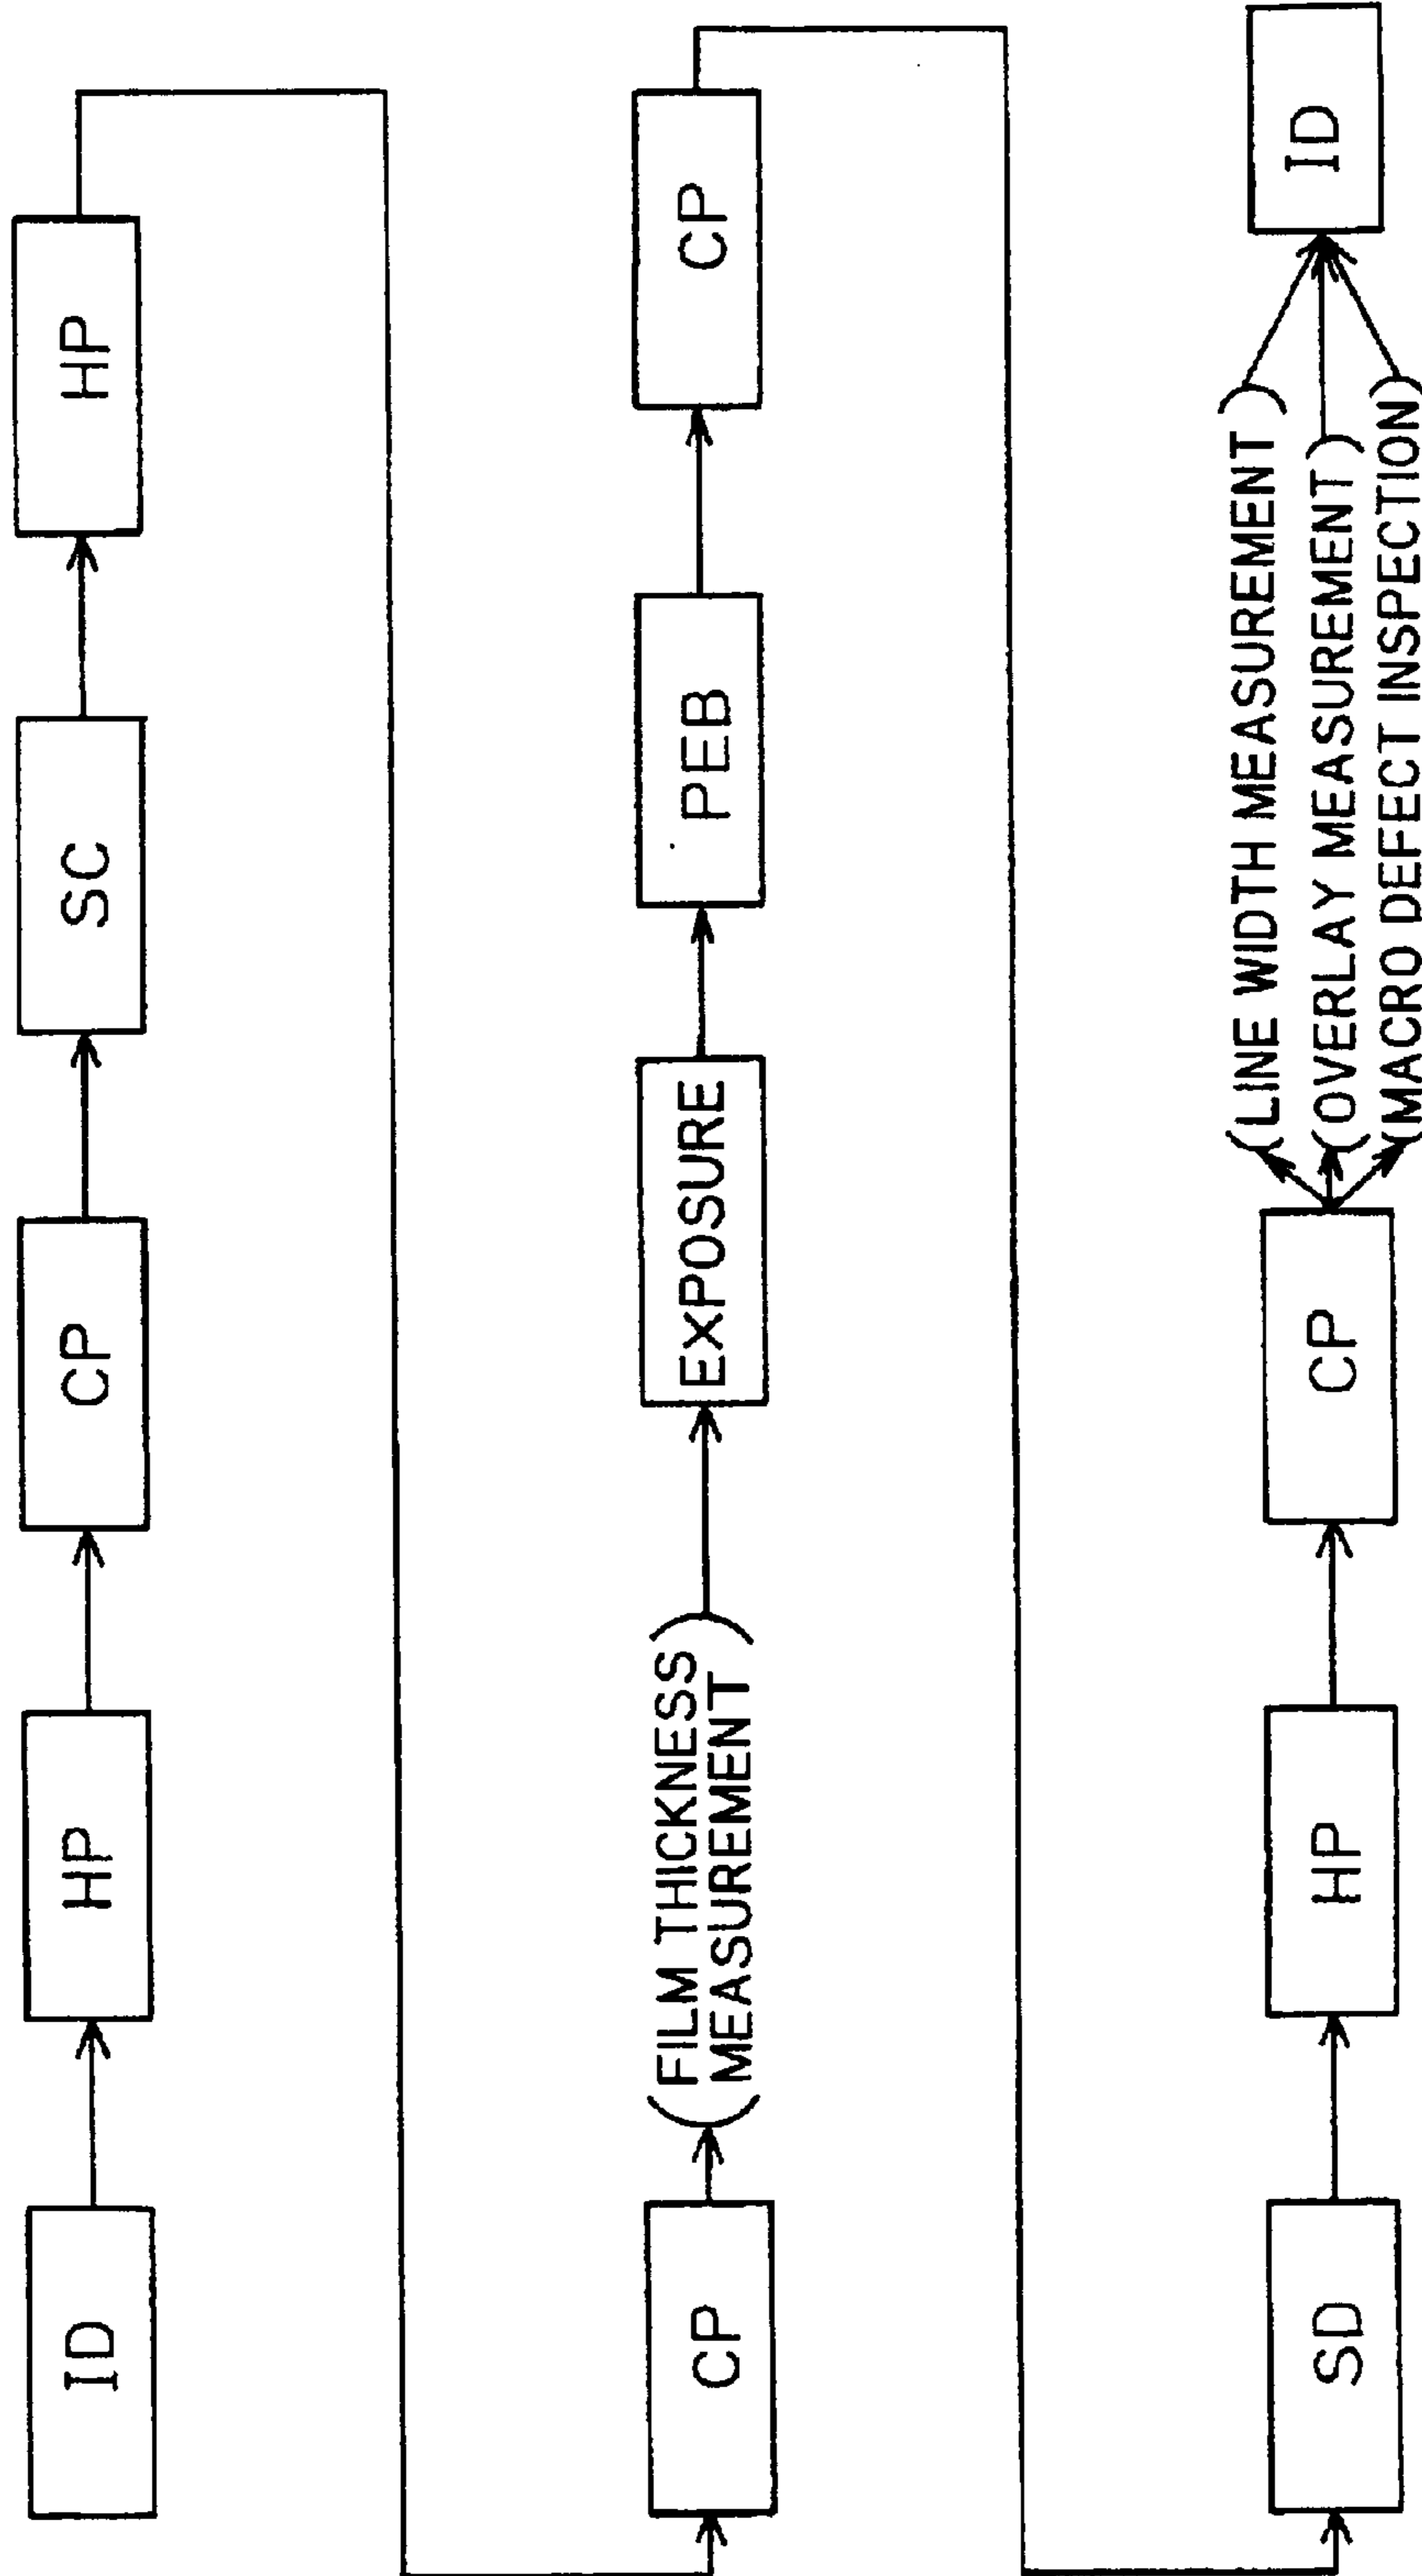 ID
HP
CP
SC
HP
CP
(FILM THICKNESS
MEASUREMENT)
EXPOSURE
PEB
CP
SD
HP
CP
(LINE WIDTH MEASUREMENT)
(OVERLAY MEASUREMENT)
(MACRO DEFECT INSPECTION)
ID